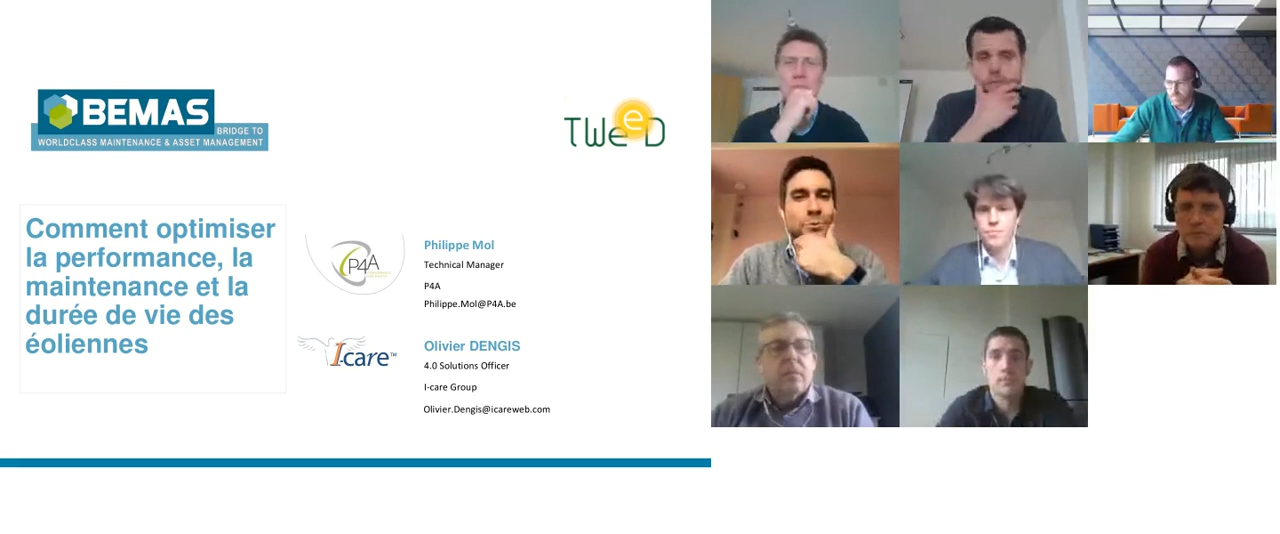 BEMAS
BRIDGE TO
WORLDCLASS MAINTENANCE & ASSET MANAGEMENT
TWeeD
Comment optimiser
la performance, la
maintenance et la
durée de vie des
éoliennes
P4A
Philippe Mol
Technical Manager
P4A
Philippe.Mol@P4A.be
I-care™
Olivier DENGIS
4.0 Solutions Officer
I-care Group
Olivier.Dengis@icareweb.com